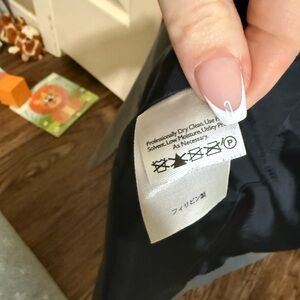 Professionally Dry Clean. Use
Solvent, Low Moisture, Utility
As Necessary.
P
フィリピン製